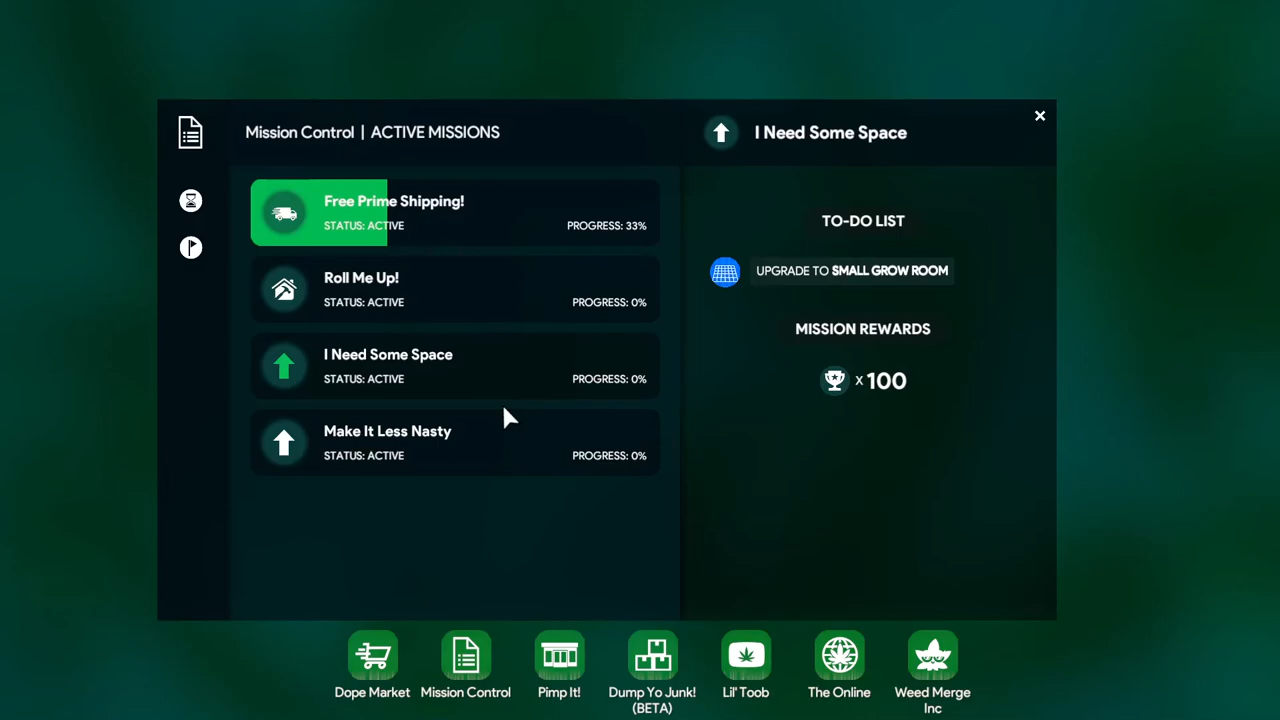 Mission Control | ACTIVE MISSIONS
Free Prime Shipping!
STATUS: ACTIVE PROGRESS: 33%
Roll Me Up!
STATUS: ACTIVE PROGRESS: 0%
I Need Some Space
STATUS: ACTIVE PROGRESS: 0%
Make It Less Nasty
STATUS: ACTIVE PROGRESS: 0%
I Need Some Space
TO-DO LIST
UPGRADE TO SMALL GROW ROOM
MISSION REWARDS
x 100
Dope Market
Mission Control
Pimp It!
Dump Yo Junk!
(BETA)
Lil' Toob
The Online
Weed Merge
Inc